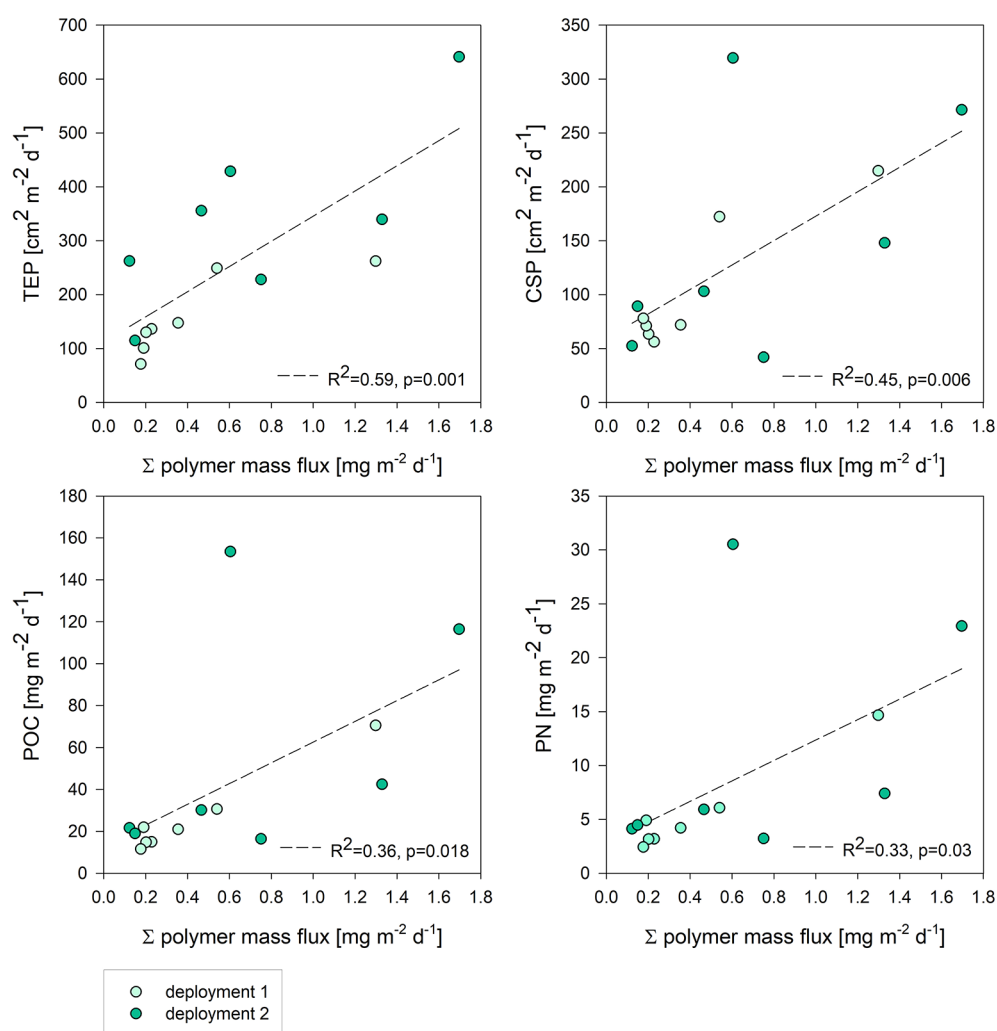 700
600
500
400
300
200
100
0
TEP [cm² m⁻² d⁻¹]
R²=0.59, p=0.001
0.0 0.2 0.4 0.6 0.8 1.0 1.2 1.4 1.6 1.8
Σ polymer mass flux [mg m⁻² d⁻¹]
350
300
250
200
150
100
50
0
CSP [cm² m⁻² d⁻¹]
R²=0.45, p=0.006
0.0 0.2 0.4 0.6 0.8 1.0 1.2 1.4 1.6 1.8
Σ polymer mass flux [mg m⁻² d⁻¹]
180
160
140
120
100
80
60
40
20
0
POC [mg m⁻² d⁻¹]
R²=0.36, p=0.018
0.0 0.2 0.4 0.6 0.8 1.0 1.2 1.4 1.6 1.8
Σ polymer mass flux [mg m⁻² d⁻¹]
35
30
25
20
15
10
5
0
PN [mg m⁻² d⁻¹]
R²=0.33, p=0.03
0.0 0.2 0.4 0.6 0.8 1.0 1.2 1.4 1.6 1.8
Σ polymer mass flux [mg m⁻² d⁻¹]
deployment 1
deployment 2